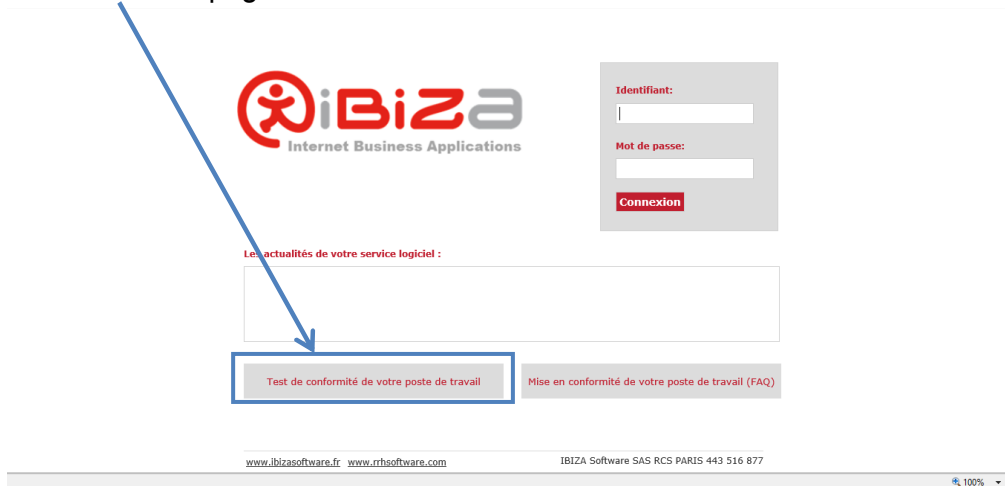 iBiZa
Internet Business Applications
Identifiant:
Mot de passe:
Connexion
Les actualités de votre service logiciel :
Test de conformité de votre poste de travail
Mise en conformité de votre poste de travail (FAQ)
www.ibizasoftware.fr www.rrhsoftware.com
IBIZA Software SAS RCS PARIS 443 516 877
100%